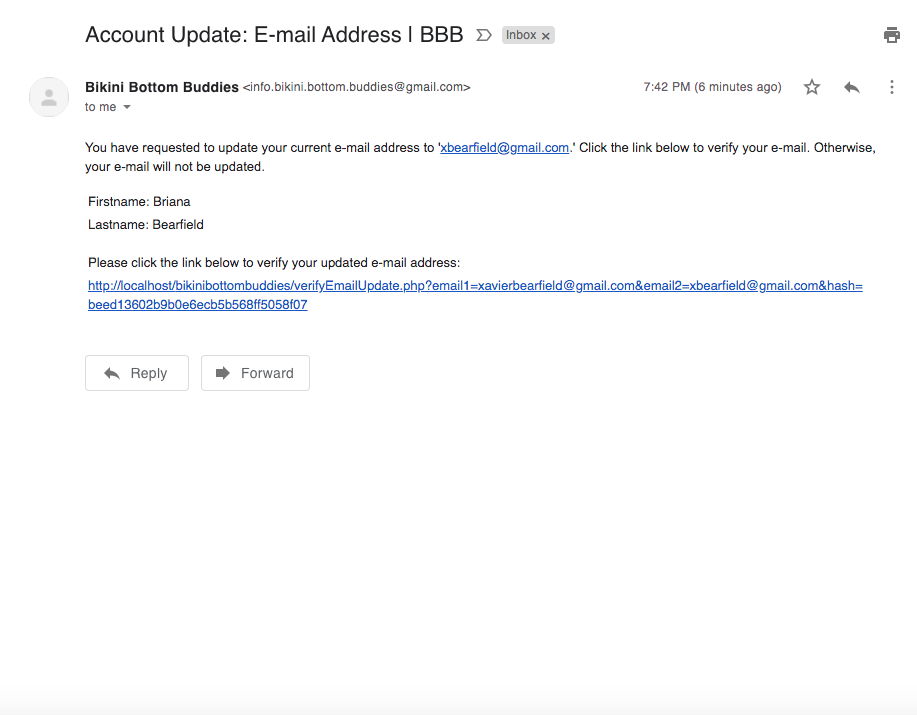 Account Update: E-mail Address | BBB Inbox x
Bikini Bottom Buddies <info.bikini.bottom.buddies@gmail.com> 7:42 PM (6 minutes ago)
to me
You have requested to update your current e-mail address to 'xbearfield@gmail.com.' Click the link below to verify your e-mail. Otherwise,
your e-mail will not be updated.
Firstname: Briana
Lastname: Bearfield
Please click the link below to verify your updated e-mail address:
http://localhost/bikinibottombuddies/verifyEmailUpdate.php?email1=xavierbearfield@gmail.com&email2=xbearfield@gmail.com&hash=
beed13602b9b0e6ecb5b568ff5058f07
Reply Forward